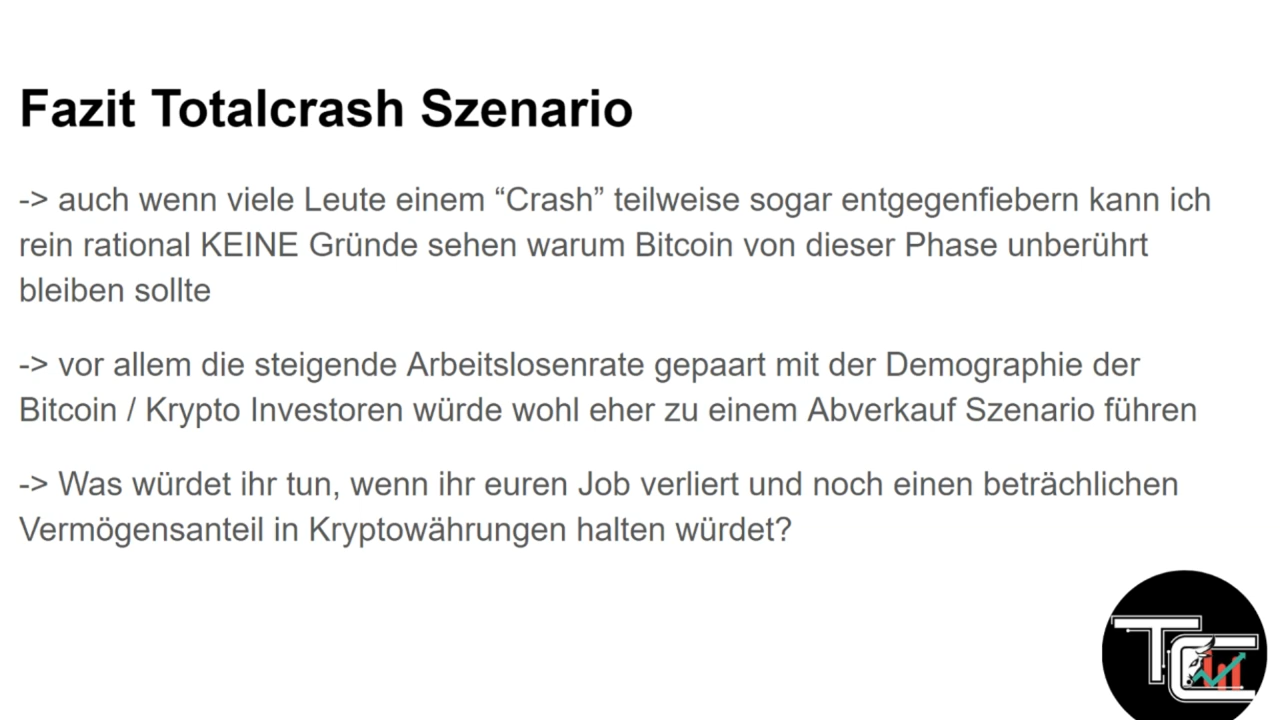 Fazit Totalcrash Szenario
-> auch wenn viele Leute einem “Crash” teilweise sogar entgegenfiebern kann ich
rein rational KEINE Gründe sehen warum Bitcoin von dieser Phase unberührt
bleiben sollte
-> vor allem die steigende Arbeitslosenrate gepaart mit der Demographie der
Bitcoin / Krypto Investoren würde wohl eher zu einem Abverkauf Szenario führen
-> Was würdet ihr tun, wenn ihr euren Job verliert und noch einen beträchlichen
Vermögensanteil in Kryptowährungen halten würdet?
TC